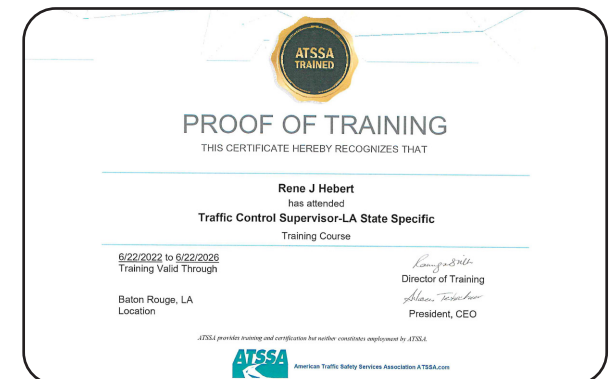 ATSSA
TRAINED
PROOF OF TRAINING
THIS CERTIFICATE HEREBY RECOGNIZES THAT
Rene J Hebert
has attended
Traffic Control Supervisor-LA State Specific
Training Course
6/22/2022 to 6/22/2026
Training Valid Through
Director of Training
Baton Rouge, LA
Location
President, CEO
ATSSA provides training and certification but neither constitutes employment by ATSSA.
ATSSA
American Traffic Safety Services Association ATSSA.com